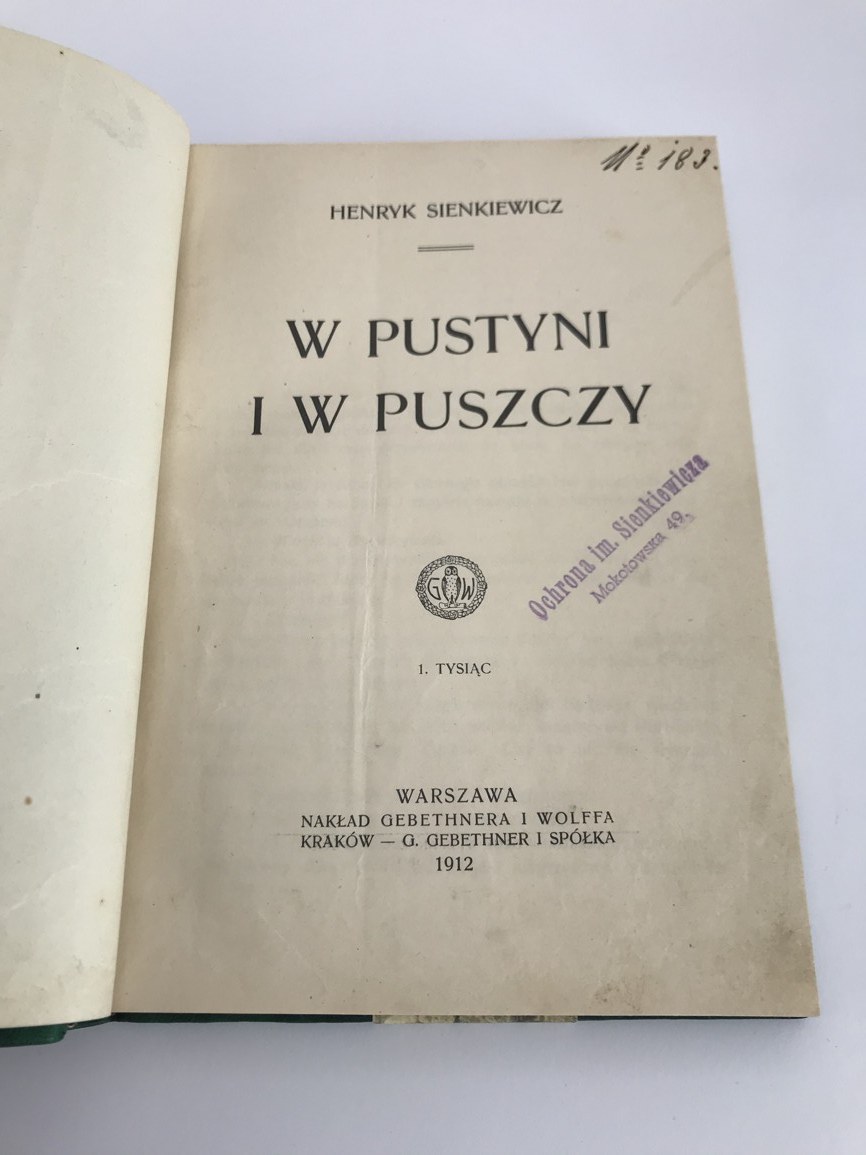 № 183.
HENRYK SIENKIEWICZ
W PUSTYNI
I W PUSZCZY
Ochrona im. Sienkiewicza
Mokotowska 49.
G W
1. TYSIĄC
WARSZAWA
NAKŁAD GEBETHNERA I WOLFFA
KRAKÓW — G. GEBETHNER I SPÓŁKA
1912